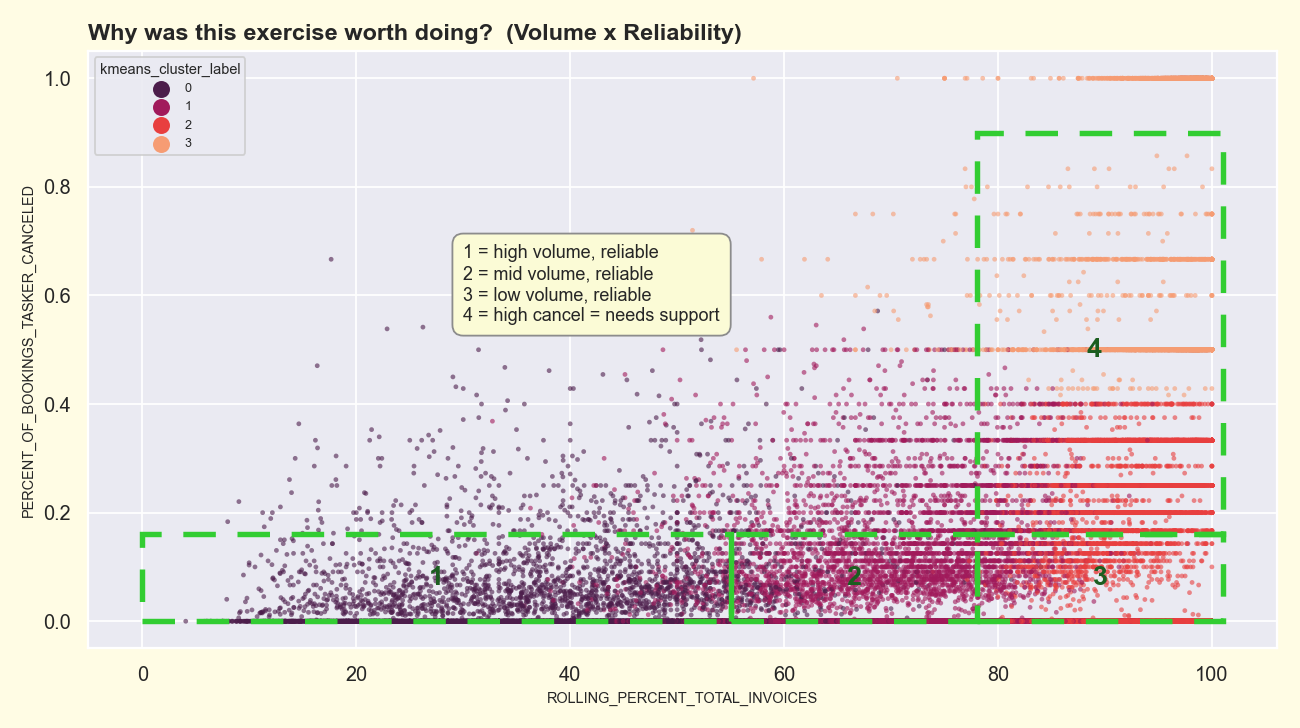 Why was this exercise worth doing?  (Volume x Reliability)
kmeans_cluster_label
0
1
2
3
1.0
0.8
0.6
0.4
0.2
0.0
PERCENT_OF_BOOKINGS_TASKER_CANCELED
1 = high volume, reliable
2 = mid volume, reliable
3 = low volume, reliable
4 = high cancel = needs support
4
1
2
3
0
20
40
60
80
100
ROLLING_PERCENT_TOTAL_INVOICES